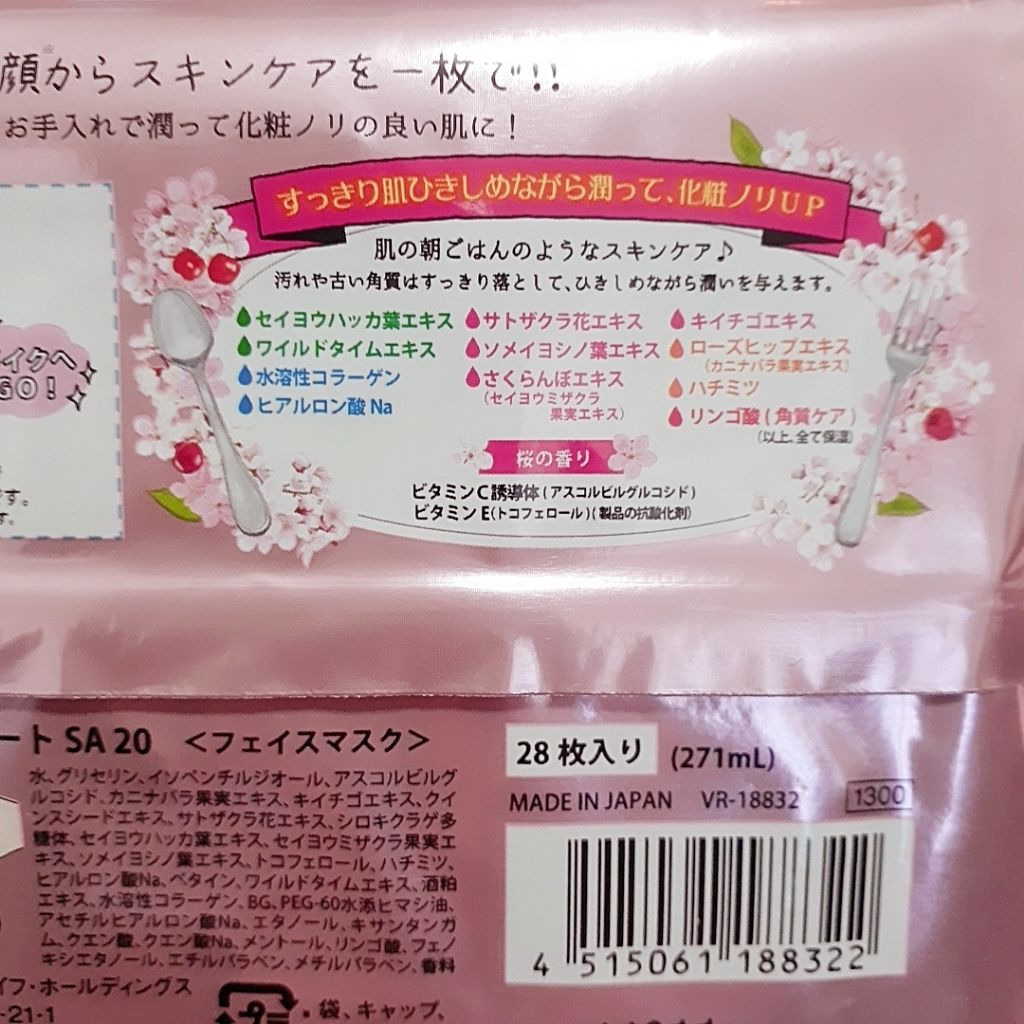 顔からスキンケアを一枚で!!
お手入れで潤って化粧ノリの良い肌に！
すっきり肌ひきしめながら潤って、化粧ノリUP
肌の朝ごはんのようなスキンケア♪
汚れや古い角質はすっきり落として、ひきしめながら潤いを与えます。
セイヨウハッカ葉エキス
ワイルドタイムエキス
水溶性コラーゲン
ヒアルロン酸 Na
サトザクラ花エキス
ソメイヨシノ葉エキス
さくらんぼエキス
(セイヨウミザクラ
果実エキス)
キイチゴエキス
ローズヒップエキス
(カニナバラ果実エキス)
ハチミツ
リンゴ酸 ( 角質ケア )
(以上、全て保湿)
桜の香り
ビタミンC誘導体 ( アスコルビルグルコシド )
ビタミン E(トコフェロール) ( 製品の抗酸化剤)
イクへ
GO!
です。
す。
ート SA 20 ＜フェイスマスク＞
水、グリセリン、イソペンチルジオール、アスコルビルグ
ルコシド、カニナバラ果実エキス、キイチゴエキス、クイ
ンスシードエキス、サトザクラ花エキス、シロキクラゲ多
糖体、セイヨウハッカ葉エキス、セイヨウミザクラ果実エ
キス、ソメイヨシノ葉エキス、トコフェロール、ハチミツ、
ヒアルロン酸Na、ベタイン、ワイルドタイムエキス、酒粕
エキス、水溶性コラーゲン、BG、PEG-60水添ヒマシ油、
アセチルヒアルロン酸Na、エタノール、キサンタンガ
ム、クエン酸、クエン酸Na、メントール、リンゴ酸、フェノ
キシエタノール、エチルパラベン、メチルパラベン、香料
イフ・ホールディングス
-21-1
袋、キャップ、
28 枚入り (271mL)
MADE IN JAPAN VR-18832 1300
4 515061 188322